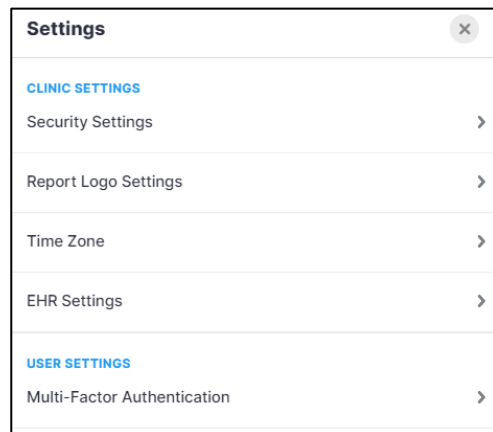 Settings
CLINIC SETTINGS
Security Settings
Report Logo Settings
Time Zone
EHR Settings
USER SETTINGS
Multi-Factor Authentication